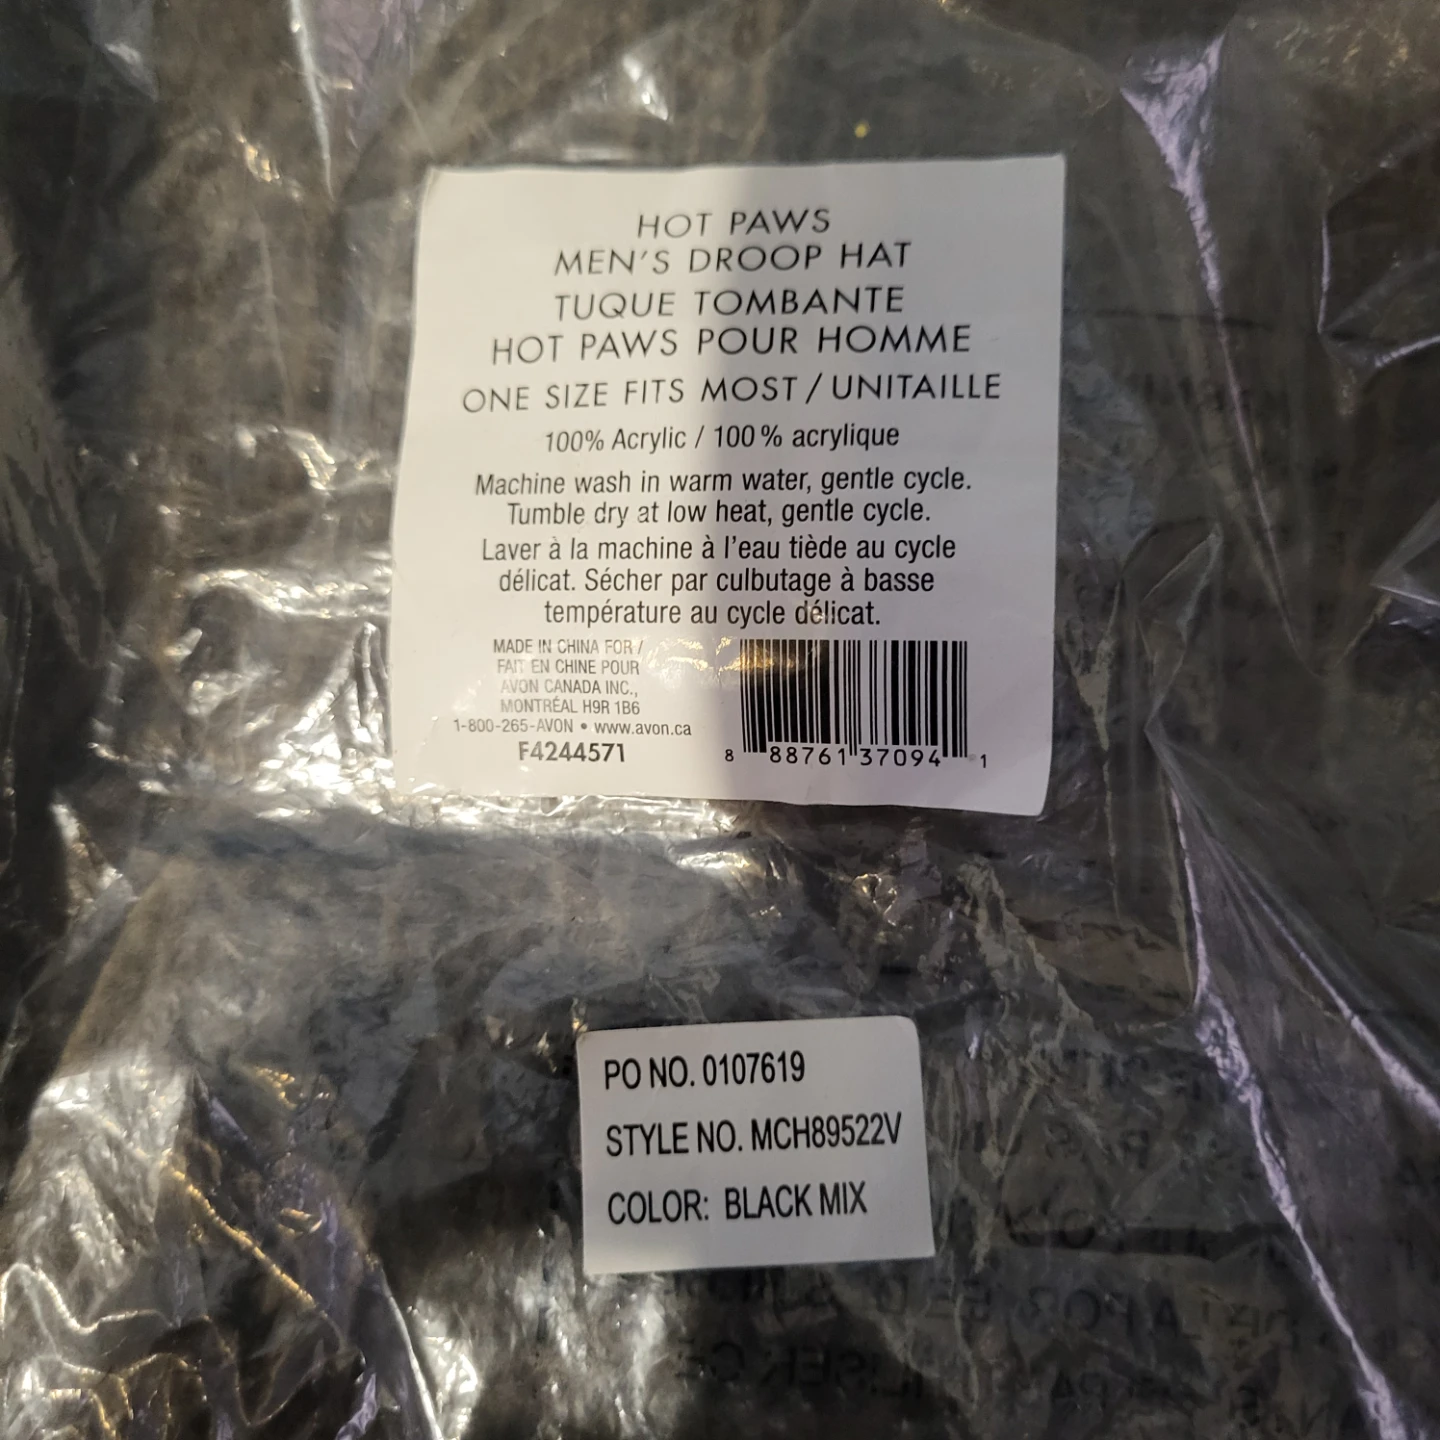 HOT PAWS
MEN'S DROOP HAT
TUQUE TOMBANTE
HOT PAWS POUR HOMME
ONE SIZE FITS MOST / UNITAILLE
100% Acrylic / 100 % acrylique
Machine wash in warm water, gentle cycle.
Tumble dry at low heat, gentle cycle.
Laver à la machine à l'eau tiède au cycle
délicat. Sécher par culbutage à basse
température au cycle délicat.
MADE IN CHINA FOR /
FAIT EN CHINE POUR
AVON CANADA INC.,
MONTRÉAL H9R 1B6
1-800-265-AVON • www.avon.ca
F4244571
8 88761 37094 1
PO NO. 0107619
STYLE NO. MCH89522V
COLOR: BLACK MIX